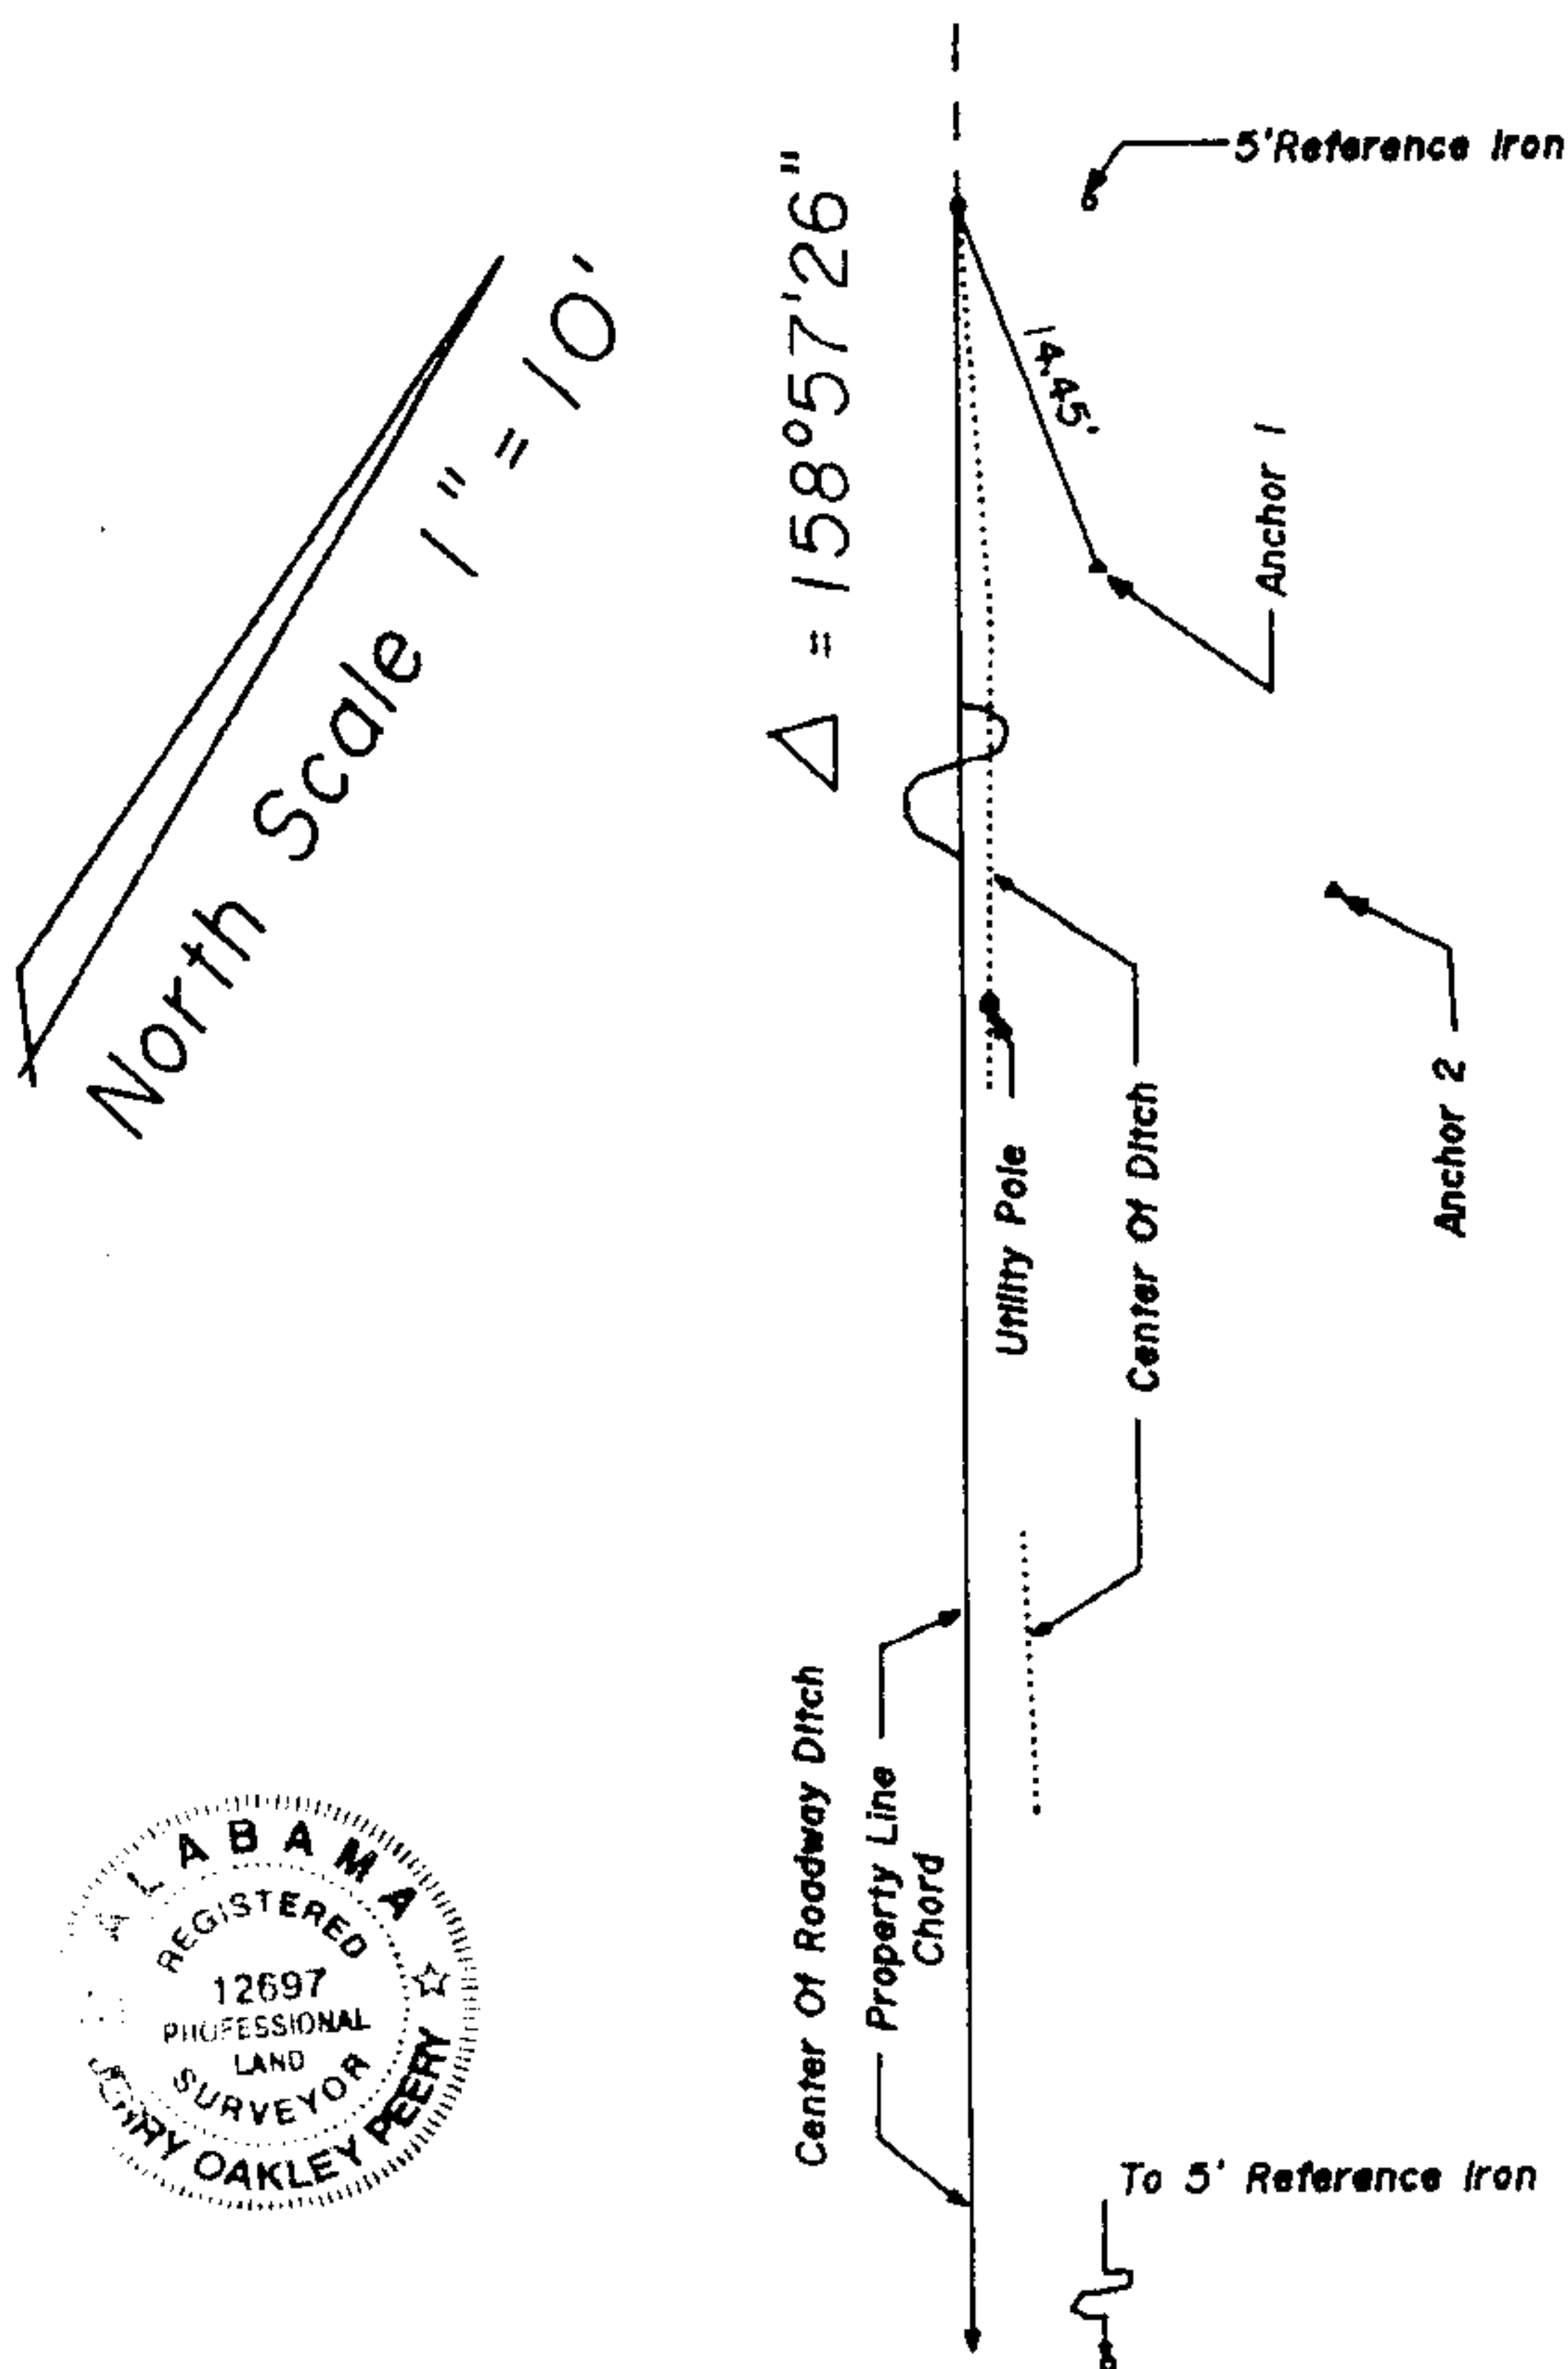 5' Reference Iron
Δ = 158°57'26"
14.45'
North Scale 1" = 10'
Anchor 1
Anchor 2
Utility Pole
Center Of Ditch
Center Of Roadway Ditch
Property Line
Chord
To 5' Reference Iron
ALABAMA
REGISTERED
12697
PROFESSIONAL
LAND
SURVEYOR
OAKLEY PEERY